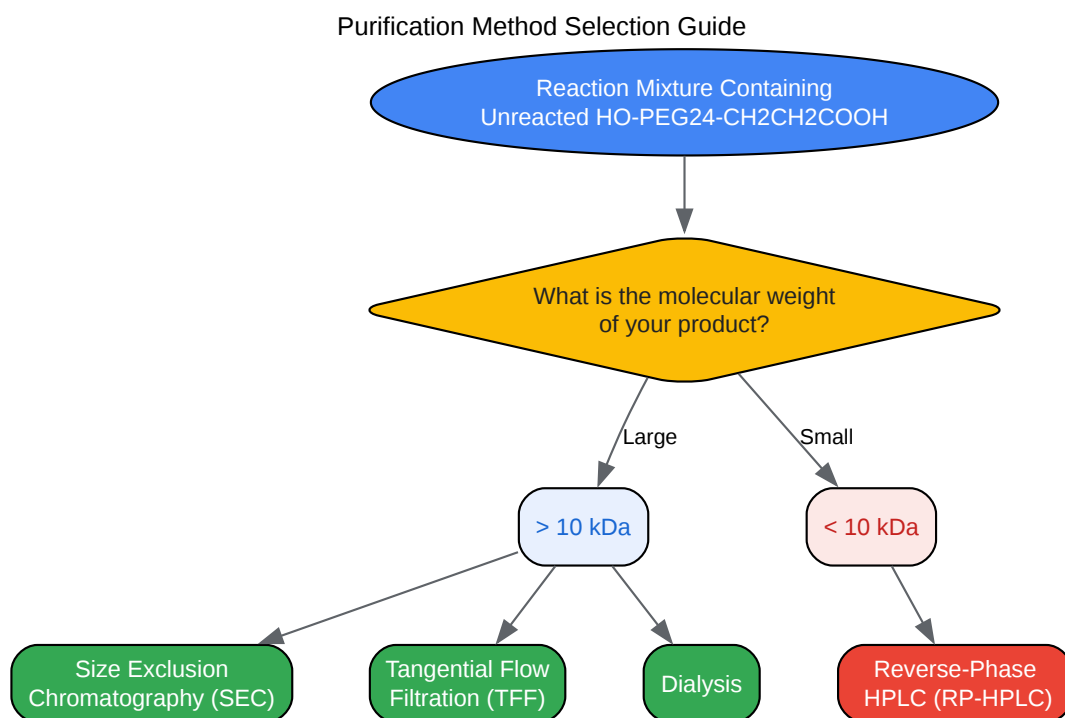 Purification Method Selection Guide
Reaction Mixture Containing
Unreacted HO-PEG24-CH2CH2COOH
What is the molecular weight
of your product?
Large
Small
> 10 kDa
< 10 kDa
Size Exclusion
Chromatography (SEC)
Tangential Flow
Filtration (TFF)
Dialysis
Reverse-Phase
HPLC (RP-HPLC)